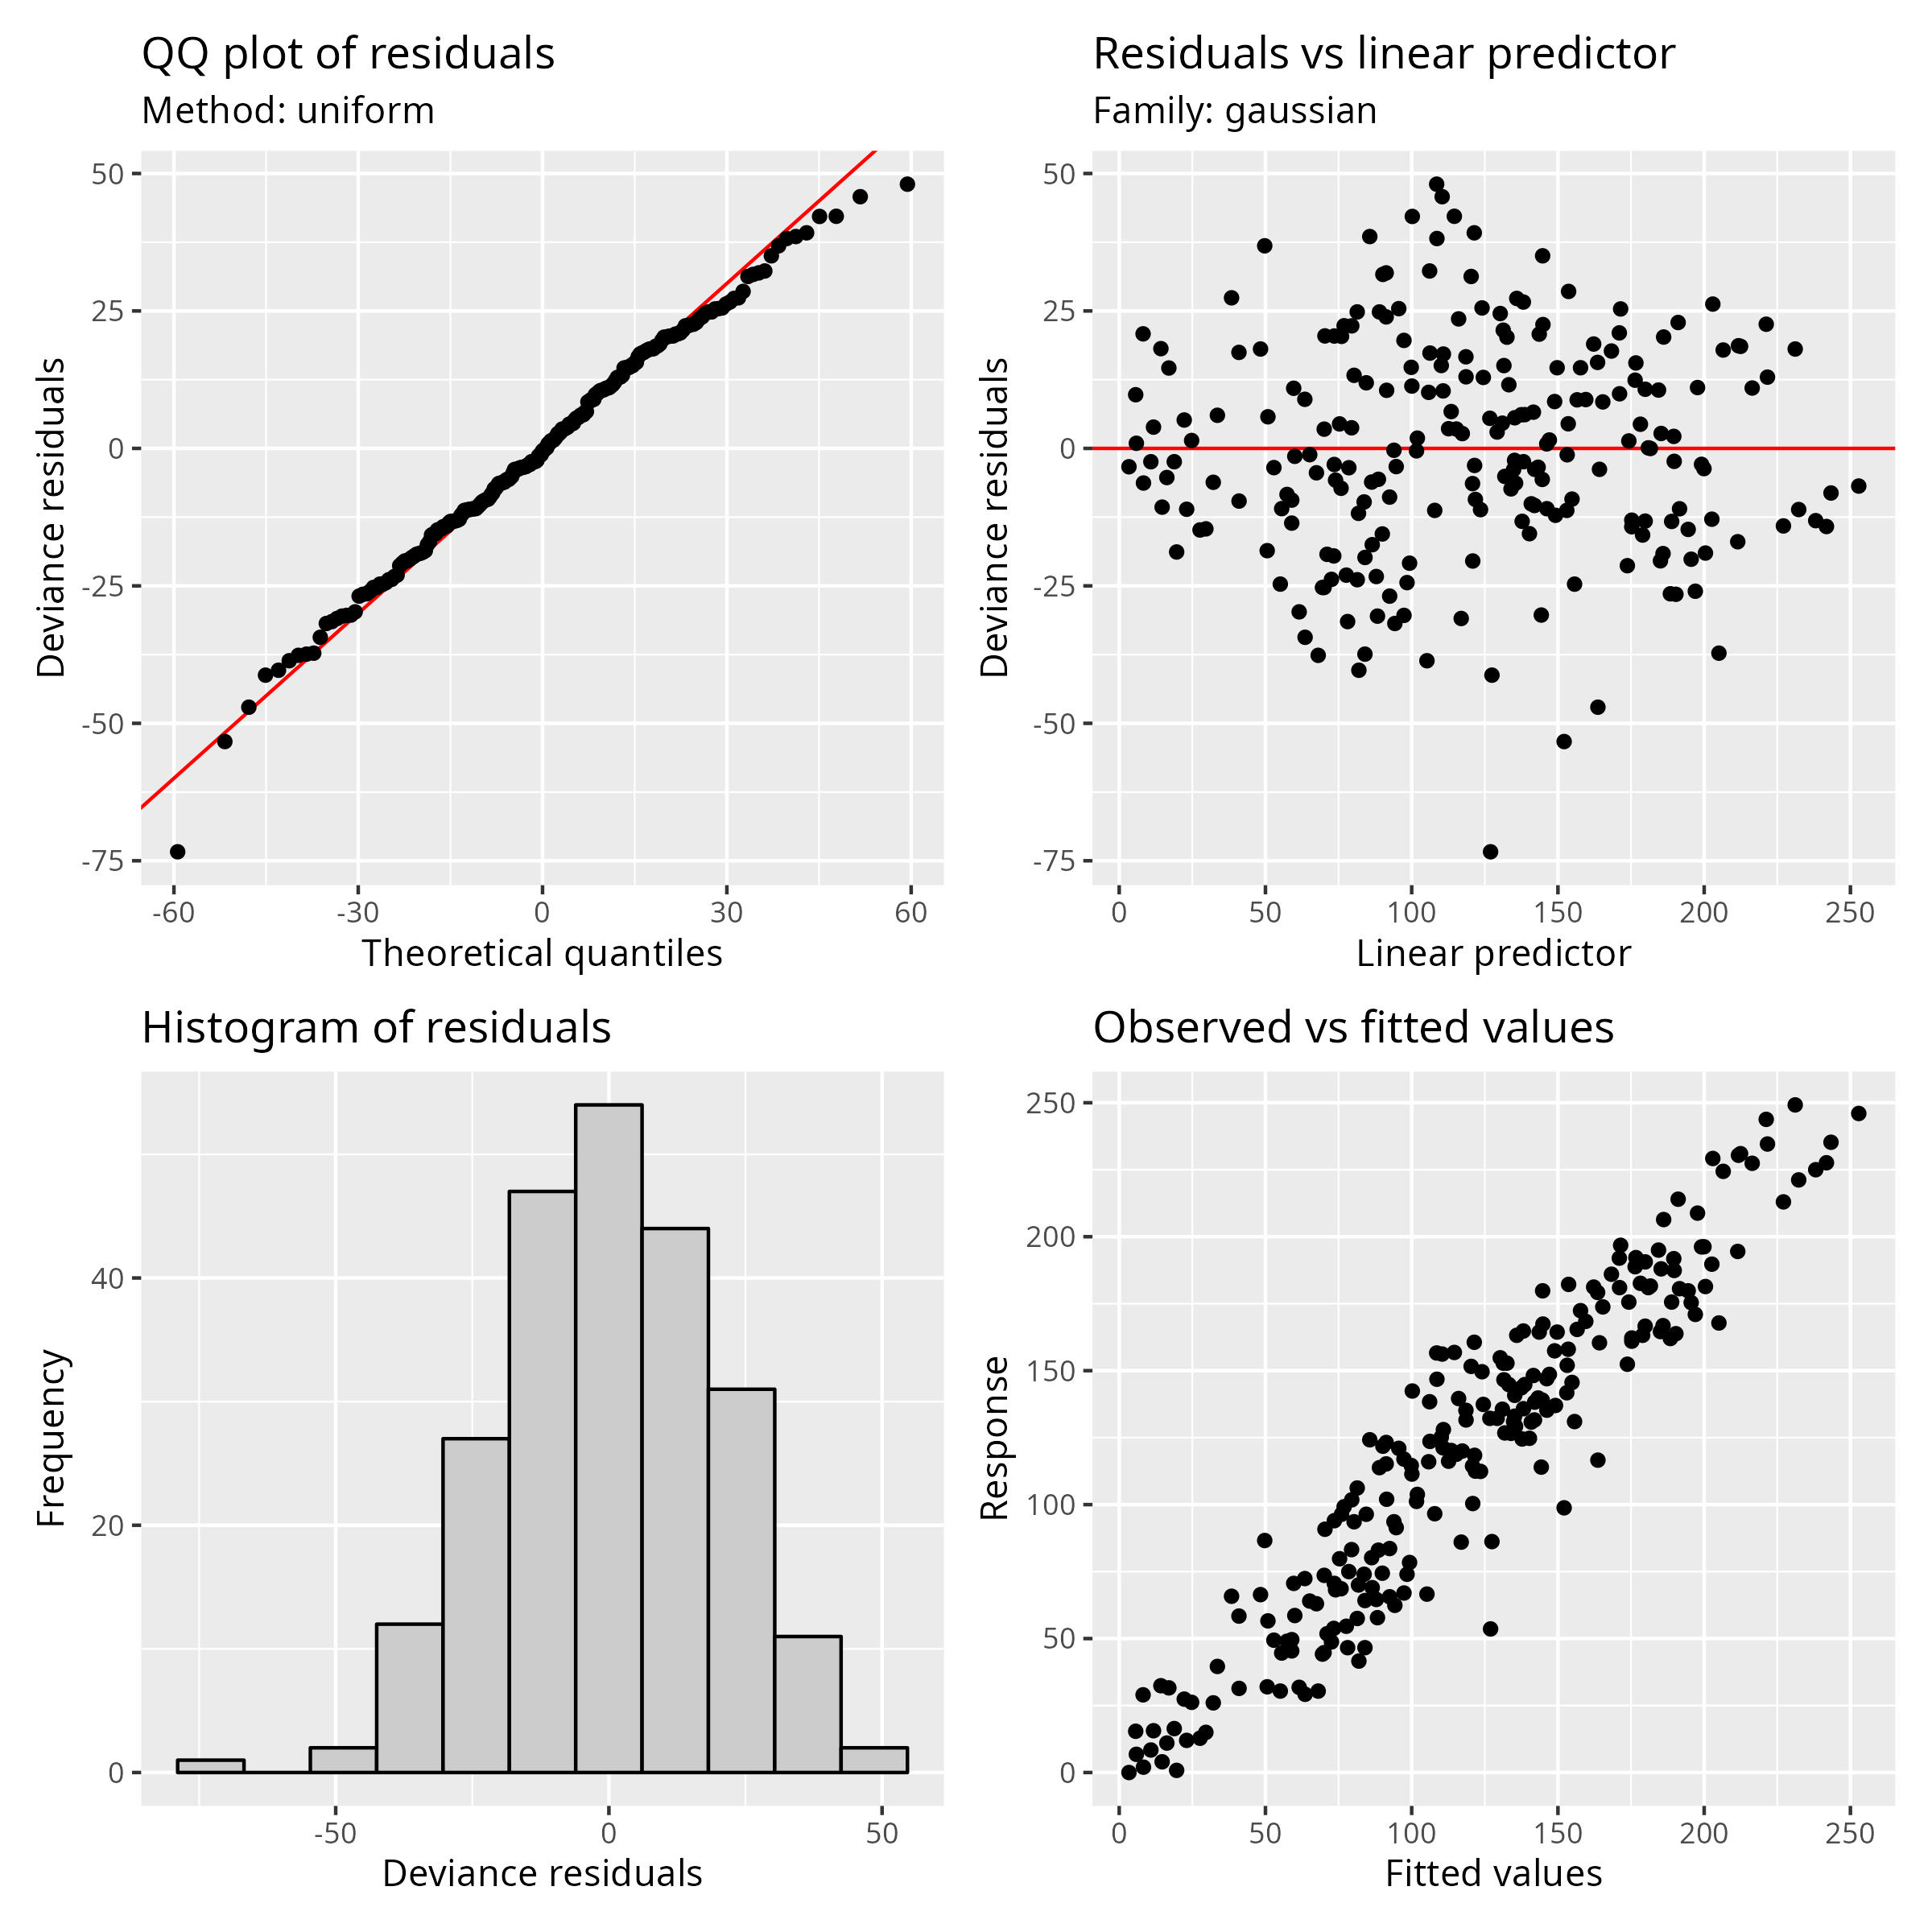 QQ plot of residuals
Method: uniform
50
25
0
-25
-50
-75
-60 -30 0 30 60
Deviance residuals
Theoretical quantiles
Residuals vs linear predictor
Family: gaussian
50
25
0
-25
-50
-75
0 50 100 150 200 250
Deviance residuals
Linear predictor
Histogram of residuals
40
20
0
-50 0 50
Frequency
Deviance residuals
Observed vs fitted values
250
200
150
100
50
0
0 50 100 150 200 250
Response
Fitted values